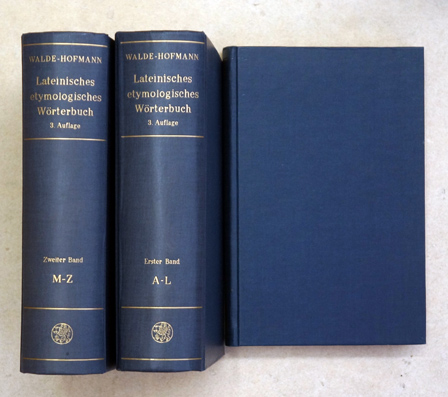 WALDE-HOFMANN
Lateinisches
etymologisches
Wörterbuch
3. Auflage
Zweiter Band
M-Z
WALDE-HOFMANN
Lateinisches
etymologisches
Wörterbuch
3. Auflage
Erster Band
A-L